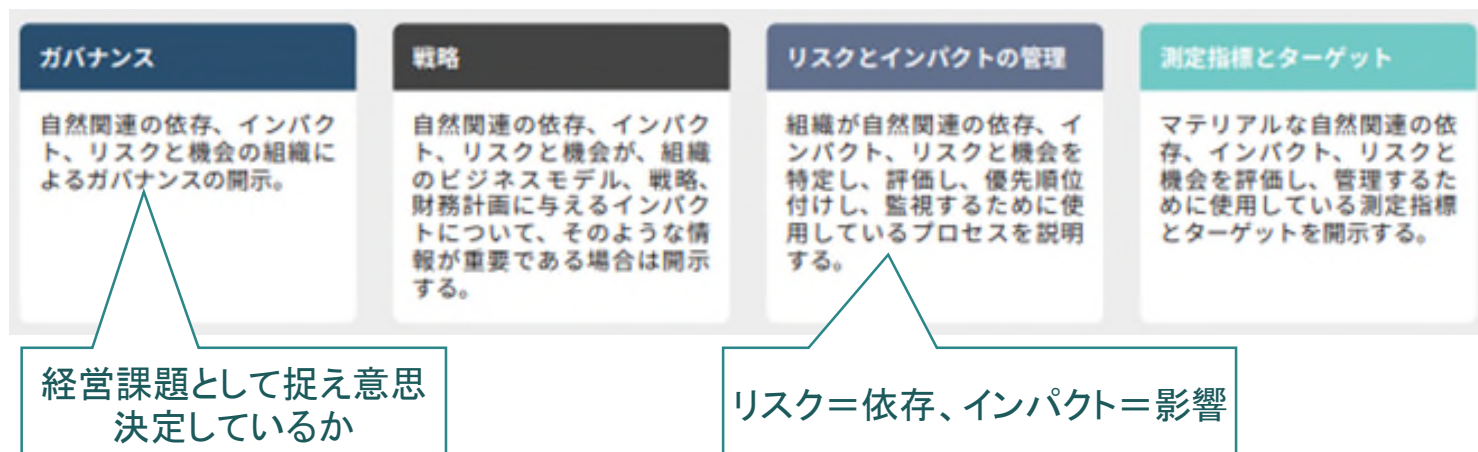 ガバナンス
自然関連の依存、インパク
ト、リスクと機会の組織に
よるガバナンスの開示。
戦略
自然関連の依存、インパク
ト、リスクと機会が、組織
のビジネスモデル、戦略、
財務計画に与えるインパク
トについて、そのような情
報が重要である場合は開示
する。
リスクとインパクトの管理
組織が自然関連の依存、イ
ンパクト、リスクと機会を
特定し、評価し、優先順位
付けし、監視するために使
用しているプロセスを説明
する。
測定指標とターゲット
マテリアルな自然関連の依
存、インパクト、リスクと
機会を評価し、管理するた
めに使用している測定指標
とターゲットを開示する。
経営課題として捉え意思
決定しているか
リスク＝依存、インパクト＝影響